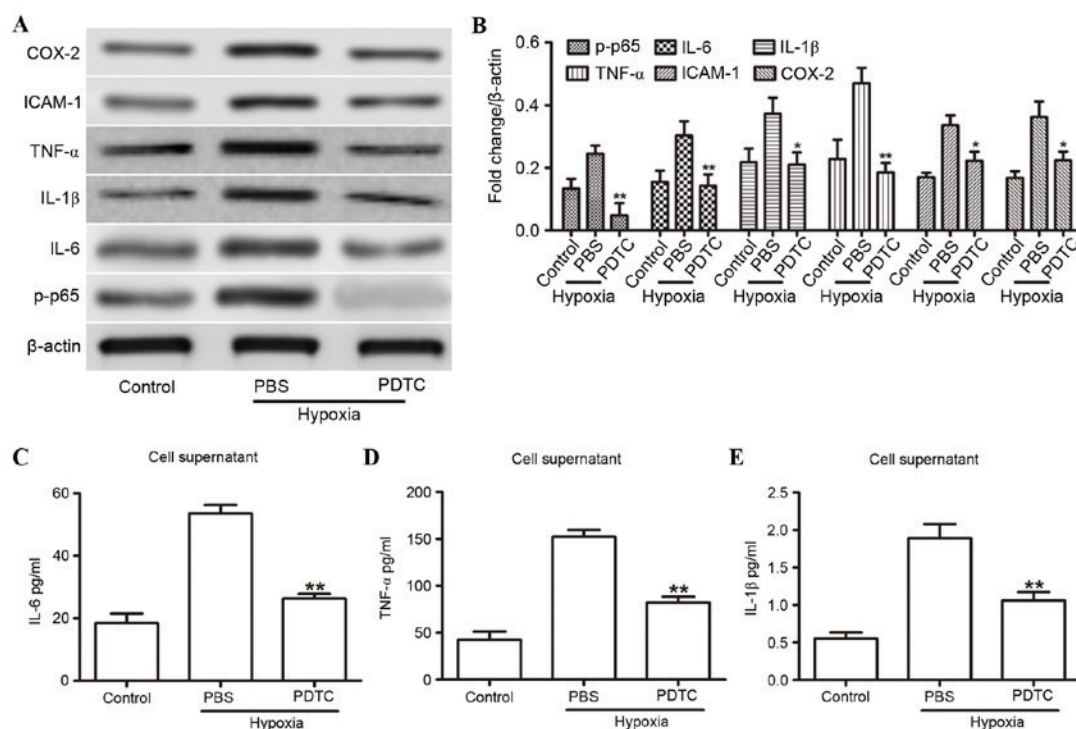 A
COX-2
ICAM-1
TNF-α
IL-1β
IL-6
p-p65
β-actin
Control PBS PDTC
Hypoxia
B
Fold change/β-actin
0.6
0.4
0.2
0.0
p-p65 IL-6 IL-1β
TNF-α ICAM-1 COX-2
** ** * ** * *
Control PBS PDTC Control PBS PDTC Control PBS PDTC Control PBS PDTC Control PBS PDTC Control PBS PDTC
Hypoxia Hypoxia Hypoxia Hypoxia Hypoxia Hypoxia
C
Cell supernatant
IL-6 pg/ml
60
40
20
0
**
Control PBS PDTC
Hypoxia
D
Cell supernatant
TNF-α pg/ml
200
150
100
50
0
**
Control PBS PDTC
Hypoxia
E
Cell supernatant
IL-1β pg/ml
2.5
2.0
1.5
1.0
0.5
0.0
**
Control PBS PDTC
Hypoxia